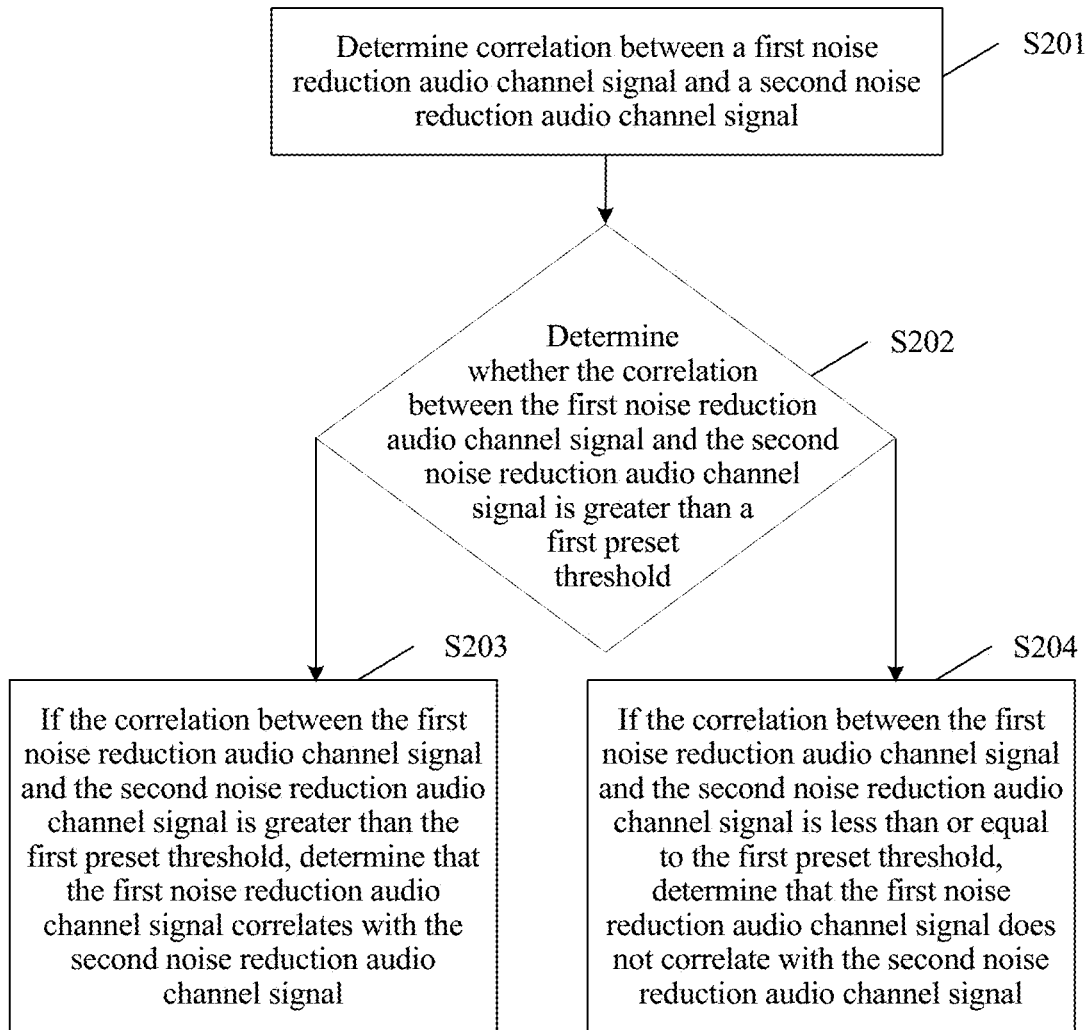 Determine correlation between a first noise
reduction audio channel signal and a second noise
reduction audio channel signal
S201
Determine
whether the correlation
between the first noise reduction
audio channel signal and the second
noise reduction audio channel
signal is greater than a
first preset
threshold
S202
S203
If the correlation between the first
noise reduction audio channel signal
and the second noise reduction audio
channel signal is greater than the
first preset threshold, determine that
the first noise reduction audio
channel signal correlates with the
second noise reduction audio
channel signal
S204
If the correlation between the first
noise reduction audio channel signal
and the second noise reduction audio
channel signal is less than or equal
to the first preset threshold,
determine that the first noise
reduction audio channel signal does
not correlate with the second noise
reduction audio channel signal